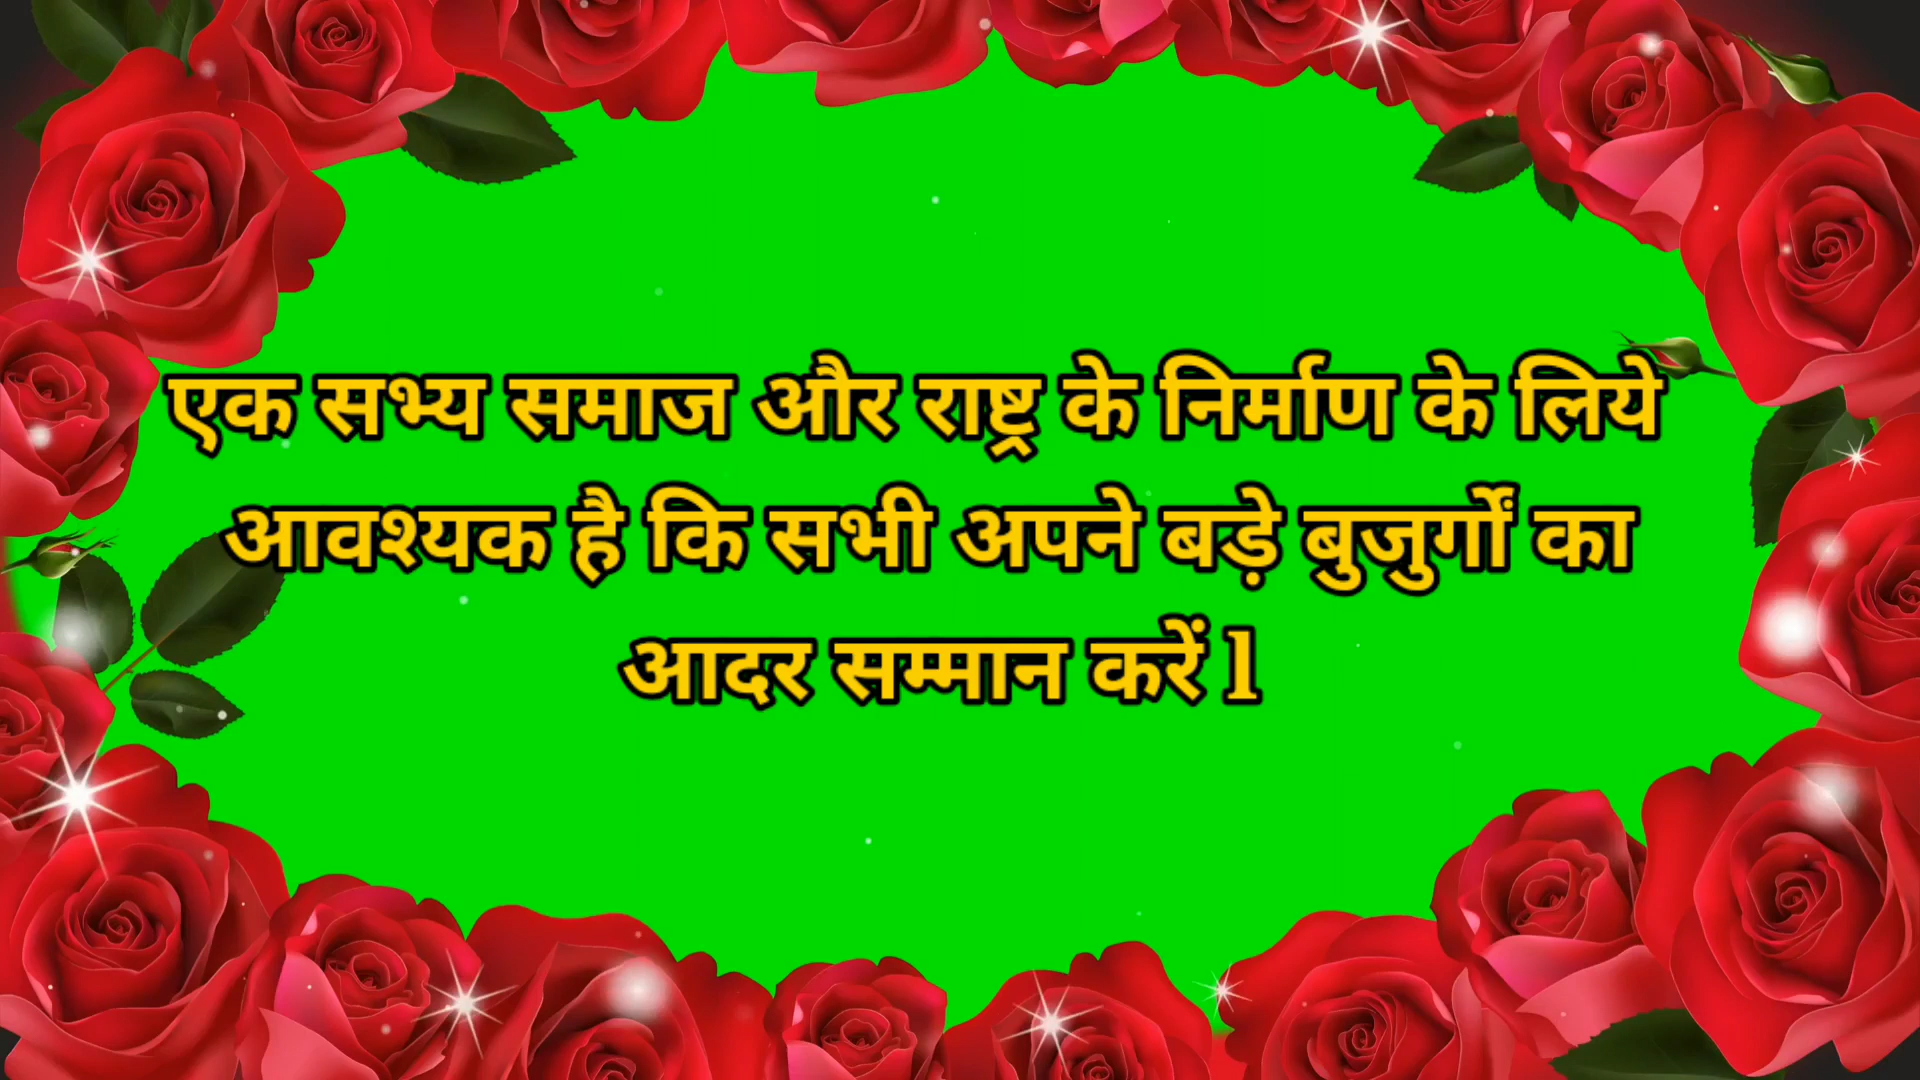 एक सभ्य समाज और राष्ट्र के निर्माण के लिये
आवश्यक है कि सभी अपने बड़े बुजुर्गों का
आदर सम्मान करें l